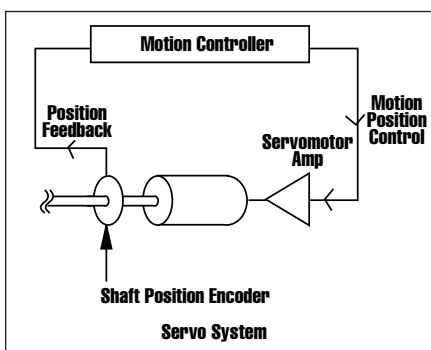 Motion Controller
Position
Feedback
Motion
Position
Control
Servomotor
Amp
Shaft Position Encoder
Servo System